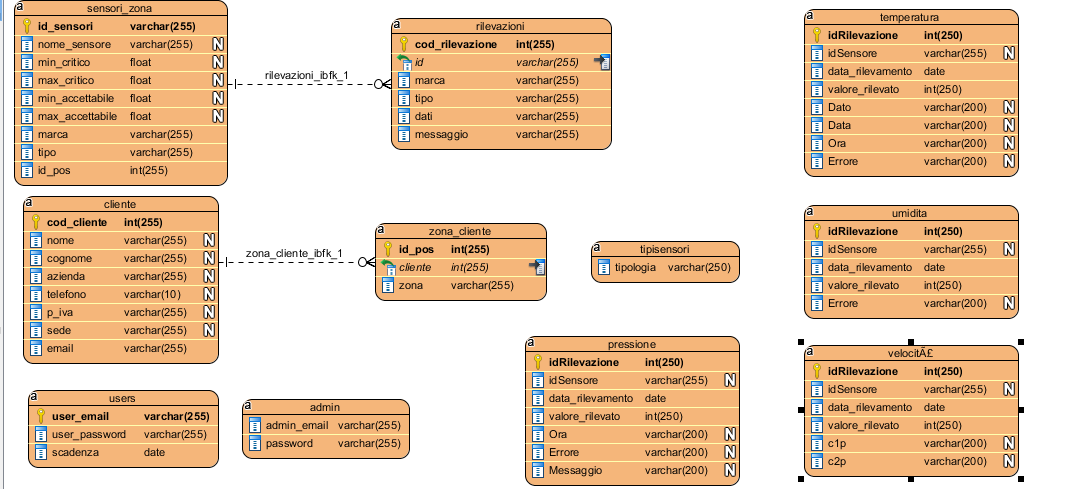 sensori_zona
id_sensori varchar(255)
nome_sensore varchar(255) N
min_critico float N
max_critico float N
min_accettabile float N
max_accettabile float N
marca varchar(255)
tipo varchar(255)
id_pos int(255)
rilevazioni_ibfk_1
rilevazioni
cod_rilevazione int(255)
id varchar(255)
marca varchar(255)
tipo varchar(255)
dati varchar(255)
messaggio varchar(255)
temperatura
idRilevazione int(250)
idSensore varchar(255) N
data_rilevamento date
valore_rilevato int(250)
Dato varchar(200) N
Data varchar(200) N
Ora varchar(200) N
Errore varchar(200) N
cliente
cod_cliente int(255)
nome varchar(255) N
cognome varchar(255) N
azienda varchar(255) N
telefono varchar(10) N
p_iva varchar(255) N
sede varchar(255) N
email varchar(255)
zona_cliente_ibfk_1
zona_cliente
id_pos int(255)
cliente int(255)
zona varchar(255)
tipisensori
tipologia varchar(250)
umidita
idRilevazione int(250)
idSensore varchar(255) N
data_rilevamento date
valore_rilevato int(250)
Errore varchar(200) N
users
user_email varchar(255)
user_password varchar(255)
scadenza date
admin
admin_email varchar(255)
password varchar(255)
pressione
idRilevazione int(250)
idSensore varchar(255) N
data_rilevamento date
valore_rilevato int(250)
Ora varchar(200) N
Errore varchar(200) N
Messaggio varchar(200) N
velocitÃ£
idRilevazione int(250)
idSensore varchar(255) N
data_rilevamento date
valore_rilevato int(250)
c1p varchar(200) N
c2p varchar(200) N